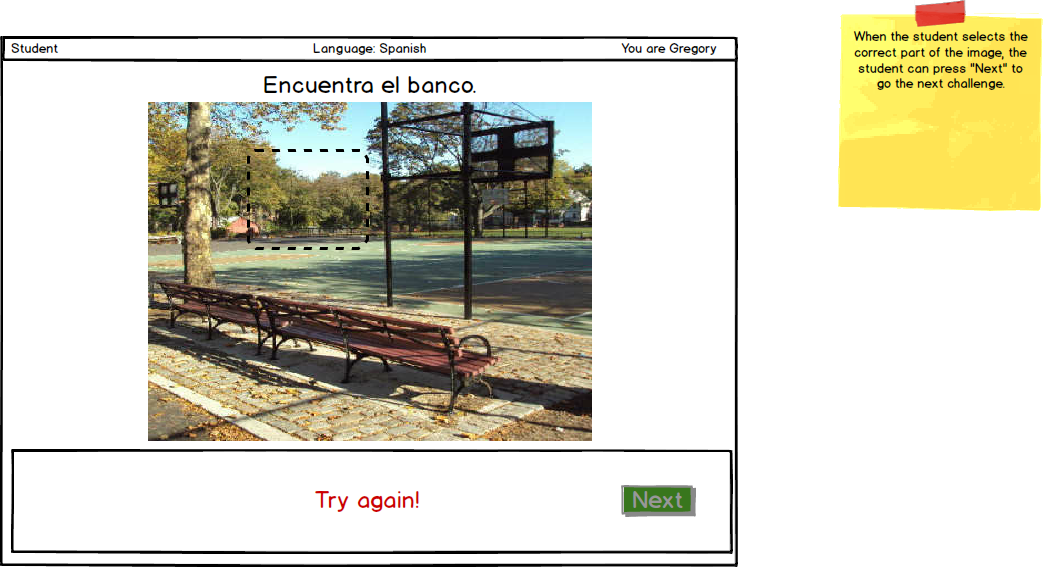 Student
Language: Spanish
You are Gregory
Encuentra el banco.
Try again!
Next
When the student selects the
correct part of the image, the
student can press "Next" to
go the next challenge.